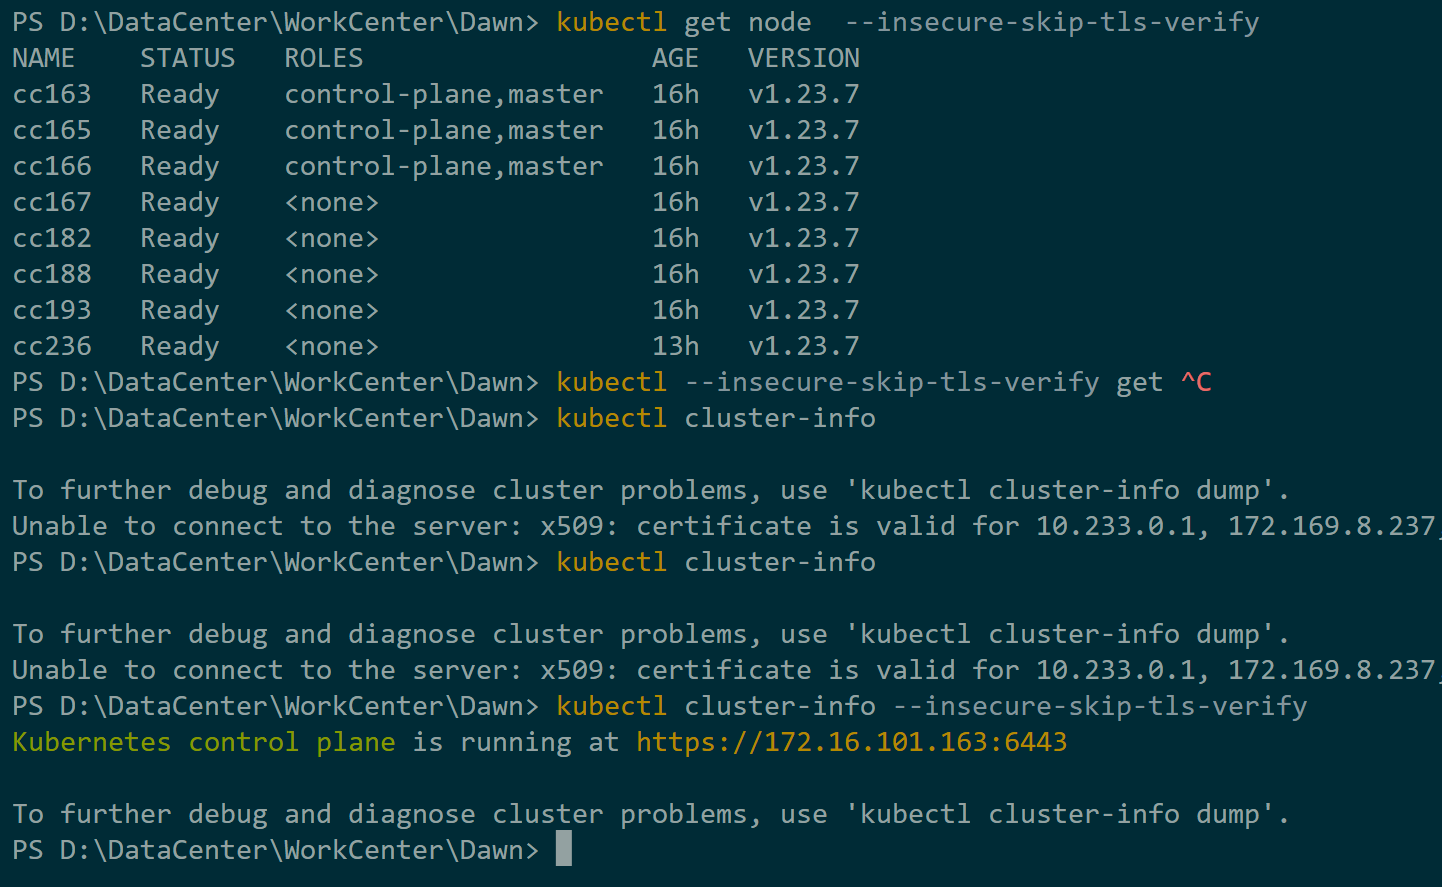 PS D:\DataCenter\WorkCenter\Dawn> kubectl get node  --insecure-skip-tls-verify
NAME    STATUS   ROLES                  AGE   VERSION
cc163   Ready    control-plane,master   16h   v1.23.7
cc165   Ready    control-plane,master   16h   v1.23.7
cc166   Ready    control-plane,master   16h   v1.23.7
cc167   Ready    <none>                 16h   v1.23.7
cc182   Ready    <none>                 16h   v1.23.7
cc188   Ready    <none>                 16h   v1.23.7
cc193   Ready    <none>                 16h   v1.23.7
cc236   Ready    <none>                 13h   v1.23.7
PS D:\DataCenter\WorkCenter\Dawn> kubectl --insecure-skip-tls-verify get ^C
PS D:\DataCenter\WorkCenter\Dawn> kubectl cluster-info
To further debug and diagnose cluster problems, use 'kubectl cluster-info dump'.
Unable to connect to the server: x509: certificate is valid for 10.233.0.1, 172.169.8.237,
PS D:\DataCenter\WorkCenter\Dawn> kubectl cluster-info
To further debug and diagnose cluster problems, use 'kubectl cluster-info dump'.
Unable to connect to the server: x509: certificate is valid for 10.233.0.1, 172.169.8.237,
PS D:\DataCenter\WorkCenter\Dawn> kubectl cluster-info --insecure-skip-tls-verify
Kubernetes control plane is running at https://172.16.101.163:6443
To further debug and diagnose cluster problems, use 'kubectl cluster-info dump'.
PS D:\DataCenter\WorkCenter\Dawn>